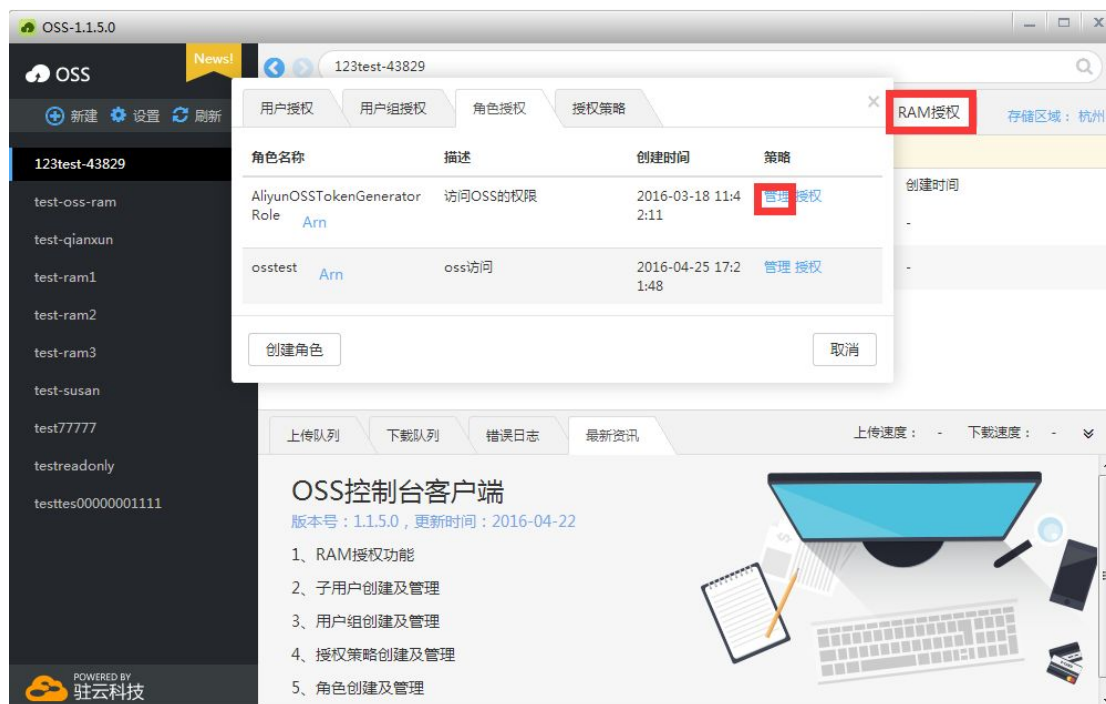 OSS-1.1.5.0
OSS
News!
新建 设置 刷新
123test-43829
test-oss-ram
test-qianxun
test-ram1
test-ram2
test-ram3
test-susan
test77777
testreadonly
testtes00000001111
POWERED BY
驻云科技
123test-43829
RAM授权
存储区域： 杭州
创建时间
-
-
用户授权 用户组授权 角色授权 授权策略
角色名称 描述 创建时间 策略
AliyunOSSTokenGenerator 访问OSS的权限 2016-03-18 11:4 管理 授权
Role Arn 2:11
osstest Arn oss访问 2016-04-25 17:2 管理 授权
1:48
创建角色 取消
上传队列 下载队列 错误日志 最新资讯 上传速度： - 下载速度： -
OSS控制台客户端
版本号：1.1.5.0，更新时间：2016-04-22
1、RAM授权功能
2、子用户创建及管理
3、用户组创建及管理
4、授权策略创建及管理
5、角色创建及管理